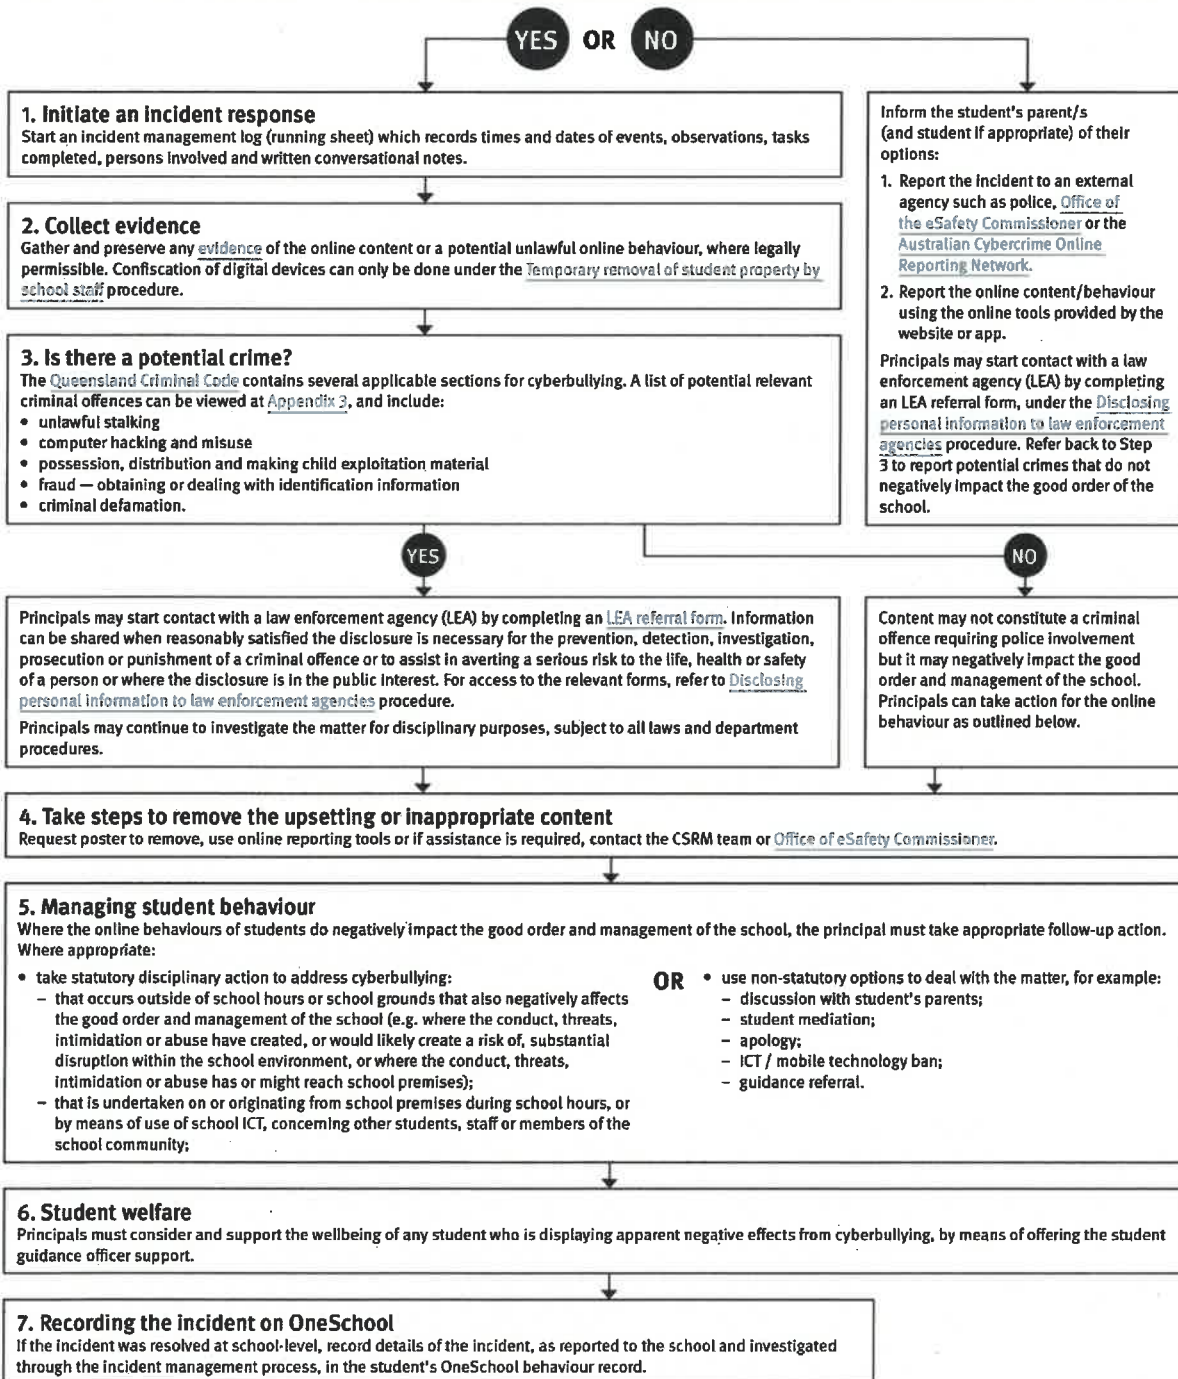 YES OR NO
1. Initiate an incident response
Start an incident management log (running sheet) which records times and dates of events, observations, tasks
completed, persons involved and written conversational notes.
2. Collect evidence
Gather and preserve any evidence of the online content or a potential unlawful online behaviour, where legally
permissible. Confiscation of digital devices can only be done under the Temporary removal of student property by
school staff procedure.
3. Is there a potential crime?
The Queensland Criminal Code contains several applicable sections for cyberbullying. A list of potential relevant
criminal offences can be viewed at Appendix 3, and include:
• unlawful stalking
• computer hacking and misuse
• possession, distribution and making child exploitation material
• fraud — obtaining or dealing with identification information
• criminal defamation.
Inform the student's parent/s
(and student if appropriate) of their
options:
1. Report the incident to an external
agency such as police, Office of
the eSafety Commissioner or the
Australian Cybercrime Online
Reporting Network.
2. Report the online content/behaviour
using the online tools provided by the
website or app.
Principals may start contact with a law
enforcement agency (LEA) by completing
an LEA referral form, under the Disclosing
personal information to law enforcement
agencies procedure. Refer back to Step
3 to report potential crimes that do not
negatively impact the good order of the
school.
YES
NO
Principals may start contact with a law enforcement agency (LEA) by completing an LEA referral form. Information
can be shared when reasonably satisfied the disclosure is necessary for the prevention, detection, investigation,
prosecution or punishment of a criminal offence or to assist in averting a serious risk to the life, health or safety
of a person or where the disclosure is in the public interest. For access to the relevant forms, refer to Disclosing
personal information to law enforcement agencies procedure.
Principals may continue to investigate the matter for disciplinary purposes, subject to all laws and department
procedures.
Content may not constitute a criminal
offence requiring police involvement
but it may negatively impact the good
order and management of the school.
Principals can take action for the online
behaviour as outlined below.
4. Take steps to remove the upsetting or inappropriate content
Request poster to remove, use online reporting tools or if assistance is required, contact the CSRM team or Office of eSafety Commissioner.
5. Managing student behaviour
Where the online behaviours of students do negatively impact the good order and management of the school, the principal must take appropriate follow-up action.
Where appropriate:
• take statutory disciplinary action to address cyberbullying:
– that occurs outside of school hours or school grounds that also negatively affects
the good order and management of the school (e.g. where the conduct, threats,
intimidation or abuse have created, or would likely create a risk of, substantial
disruption within the school environment, or where the conduct, threats,
intimidation or abuse has or might reach school premises);
– that is undertaken on or originating from school premises during school hours, or
by means of use of school ICT, concerning other students, staff or members of the
school community;
OR
• use non-statutory options to deal with the matter, for example:
– discussion with student's parents;
– student mediation;
– apology;
– ICT / mobile technology ban;
– guidance referral.
6. Student welfare
Principals must consider and support the wellbeing of any student who is displaying apparent negative effects from cyberbullying, by means of offering the student
guidance officer support.
7. Recording the incident on OneSchool
If the incident was resolved at school-level, record details of the incident, as reported to the school and investigated
through the incident management process, in the student's OneSchool behaviour record.